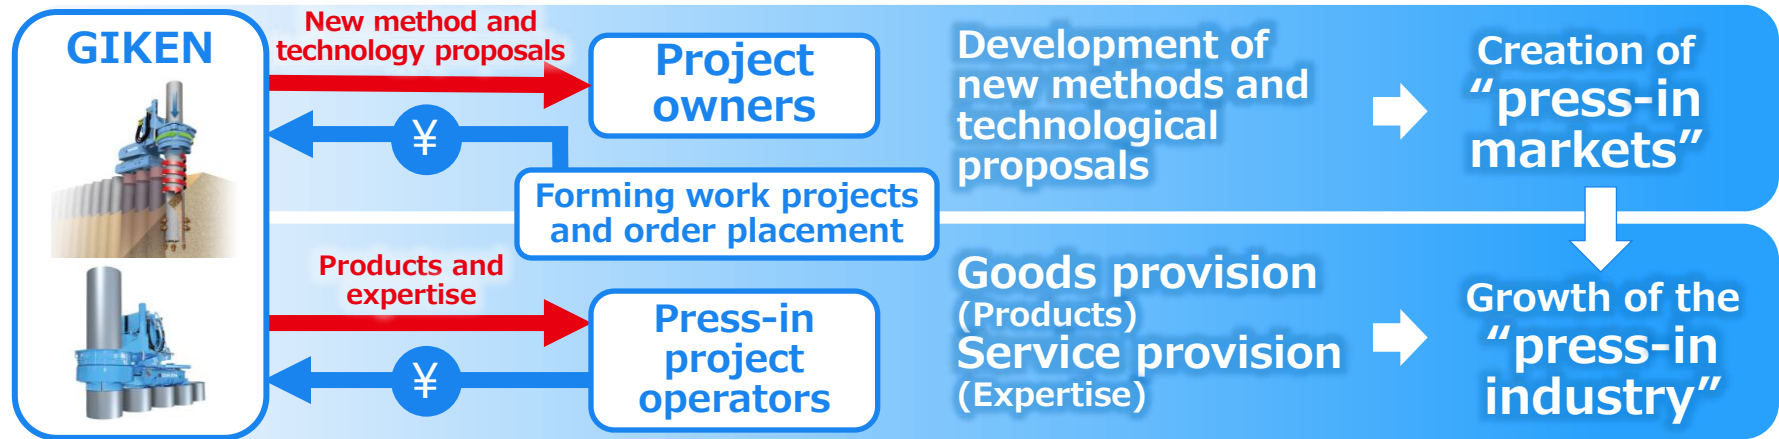 GIKEN
New method and
technology proposals
Project
owners
¥
Forming work projects
and order placement
Development of
new methods and
technological
proposals
Creation of
“press-in
markets”
Products and
expertise
Press-in
project
operators
¥
Goods provision
(Products)
Service provision
(Expertise)
Growth of the
“press-in
industry”